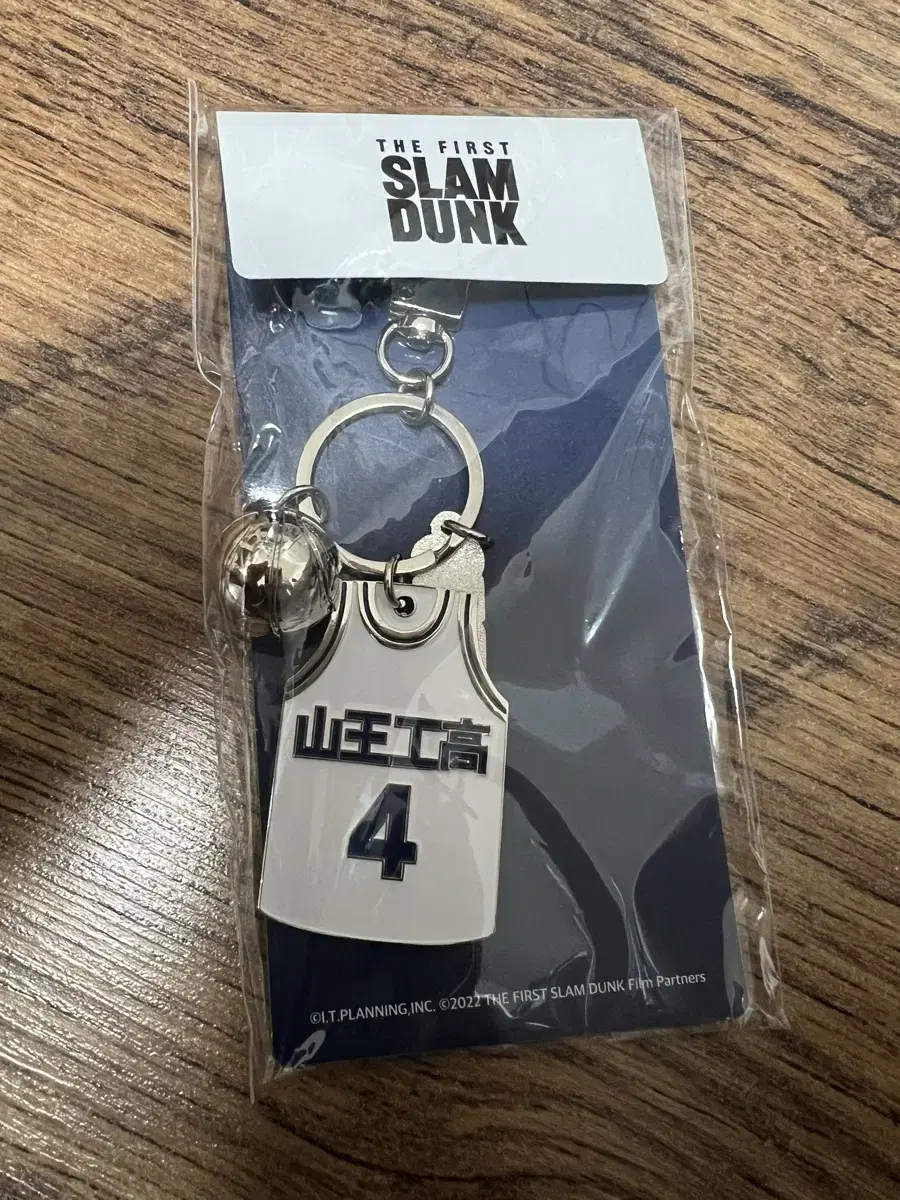 THE FIRST
SLAM
DUNK
山王工高
4
©I.T.PLANNING,INC. ©2022 THE FIRST SLAM DUNK Film Partners